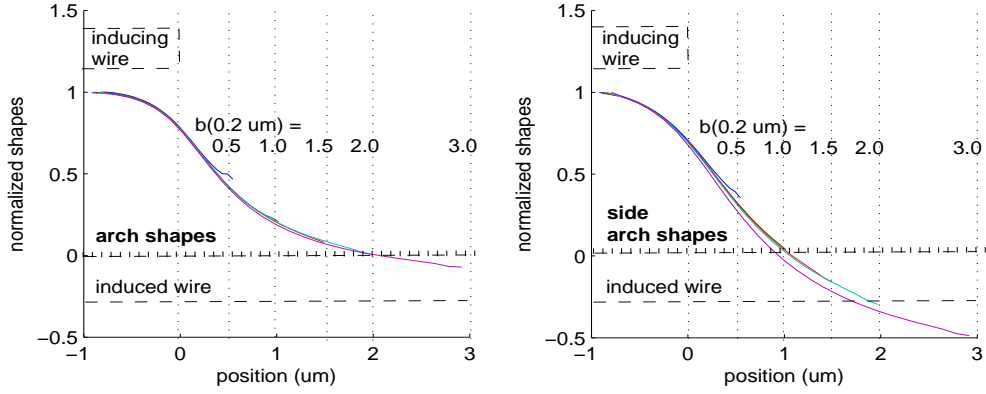 1.5
1
0.5
0
−0.5
normalized shapes
inducing
wire
b(0.2 um) =
0.5 1.0 1.5 2.0 3.0
arch shapes
induced wire
−1 0 1 2 3
position (um)
1.5
1
0.5
0
−0.5
normalized shapes
inducing
wire
b(0.2 um) =
0.5 1.0 1.5 2.0 3.0
side
arch shapes
induced wire
−1 0 1 2 3
position (um)